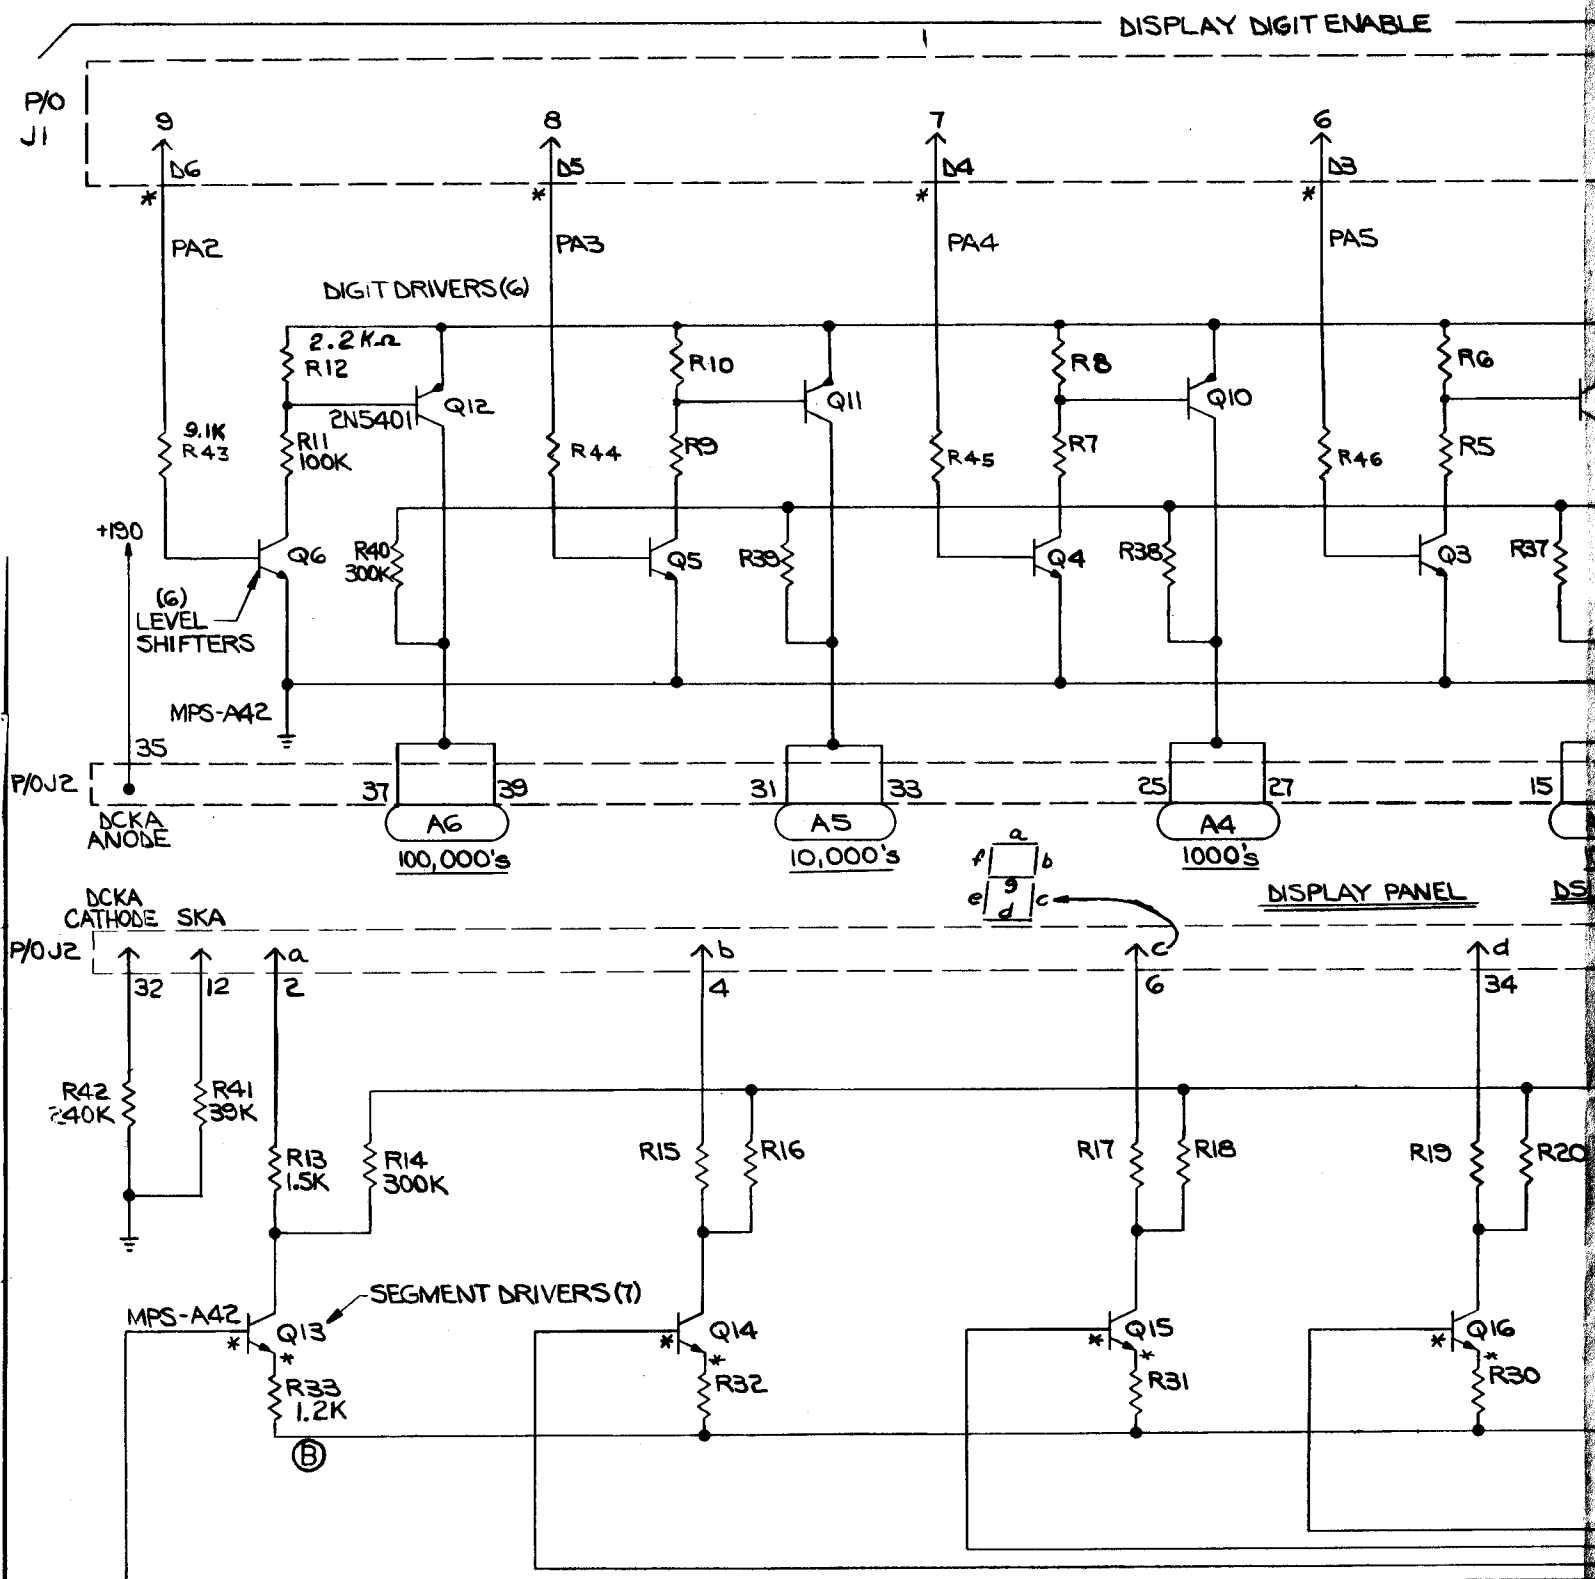 DISPLAY DIGIT ENABLE
P/O
J1
9
8
7
6
D6
D5
D4
D3
*
*
*
*
PA2
PA3
PA4
PA5
DIGIT DRIVERS (6)
2.2KΩ
R12
R10
R8
R6
2N5401
Q12
Q11
Q10
9.1K
R43
R11
100K
R44
R9
R45
R7
R46
R5
+190
Q6
R40
300K
Q5
R39
Q4
R38
Q3
R37
(6)
LEVEL
SHIFTERS
MPS-A42
35
P/O J2
37
39
31
33
25
27
15
DCKA
ANODE
A6
A5
A4
100,000's
10,000's
1000's
a
f
b
g
e
c
d
DISPLAY PANEL
DS
DCKA
CATHODE
SKA
P/O J2
a
b
c
d
32
12
2
4
6
34
R42
240K
R41
39K
R13
1.5K
R14
300K
R15
R16
R17
R18
R19
R20
SEGMENT DRIVERS (7)
MPS-A42
Q13
Q14
Q15
Q16
*
*
*
*
*
*
*
*
R33
1.2K
R32
R31
R30
B